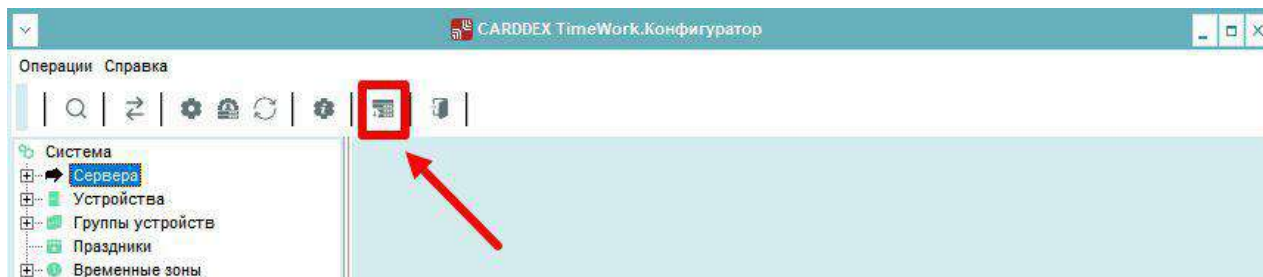 CARDDEX TimeWork.Конфигуратор
Операции Справка
Система
Сервера
Устройства
Группы устройств
Праздники
Временные зоны